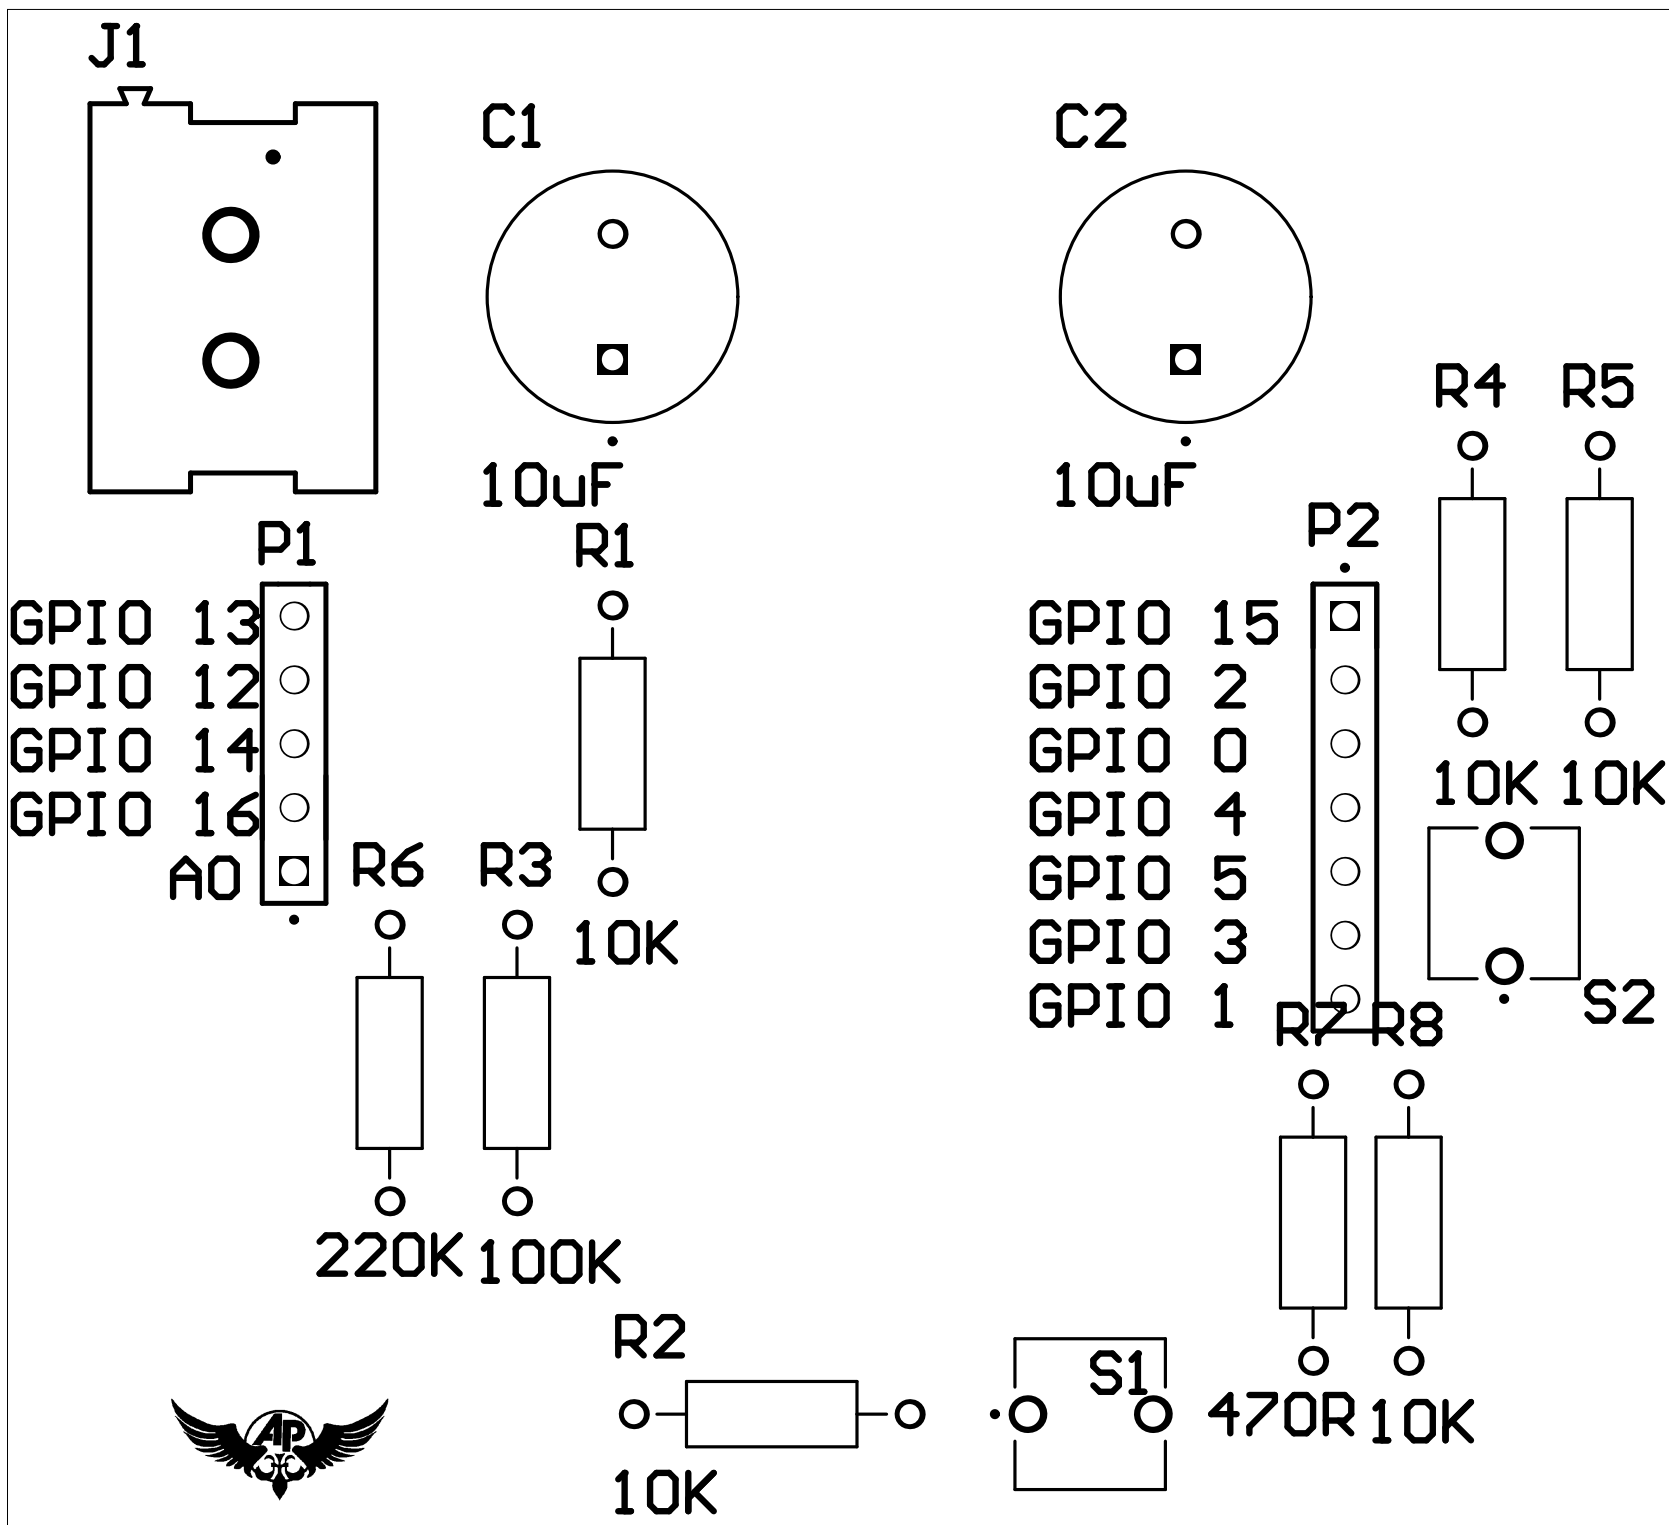 J1
C1
C2
10uF
10uF
R4
R5
10K
10K
P1
GPIO 13
GPIO 12
GPIO 14
GPIO 16
A0
R1
10K
P2
GPIO 15
GPIO 2
GPIO 0
GPIO 4
GPIO 5
GPIO 3
GPIO 1
S2
R6
R3
220K
100K
R7
R8
470R
10K
R2
10K
S1
AP